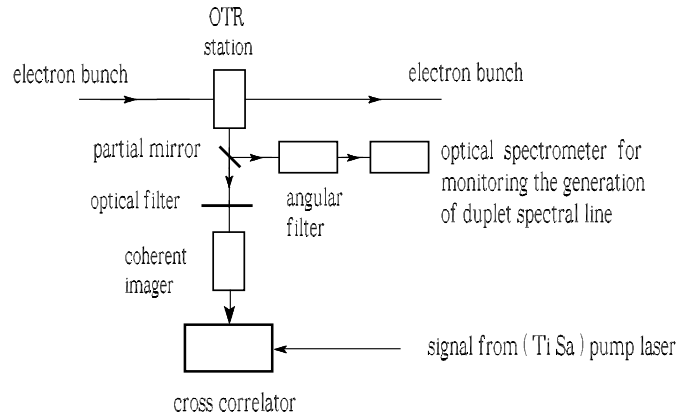 OTR
station
electron bunch
electron bunch
partial mirror
optical spectrometer for
monitoring the generation
of duplet spectral line
optical filter
angular
filter
coherent
imager
signal from (Ti Sa) pump laser
cross correlator